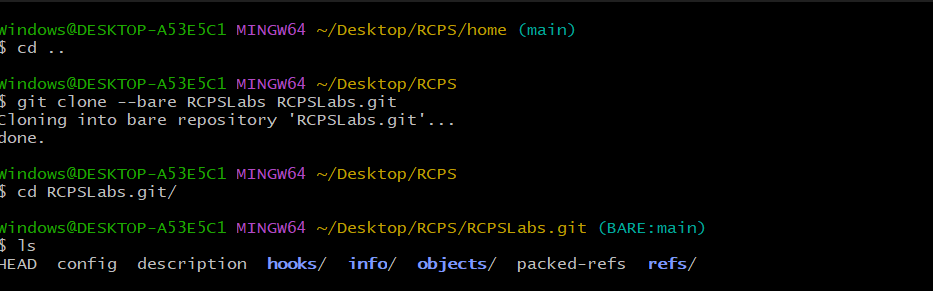 Windows@DESKTOP-A53E5C1 MINGW64 ~/Desktop/RCPS/home (main)
$ cd ..
Windows@DESKTOP-A53E5C1 MINGW64 ~/Desktop/RCPS
$ git clone --bare RCPSLabs RCPSLabs.git
Cloning into bare repository 'RCPSLabs.git'...
done.
Windows@DESKTOP-A53E5C1 MINGW64 ~/Desktop/RCPS
$ cd RCPSLabs.git/
Windows@DESKTOP-A53E5C1 MINGW64 ~/Desktop/RCPS/RCPSLabs.git (BARE:main)
$ ls
HEAD config description hooks/ info/ objects/ packed-refs refs/